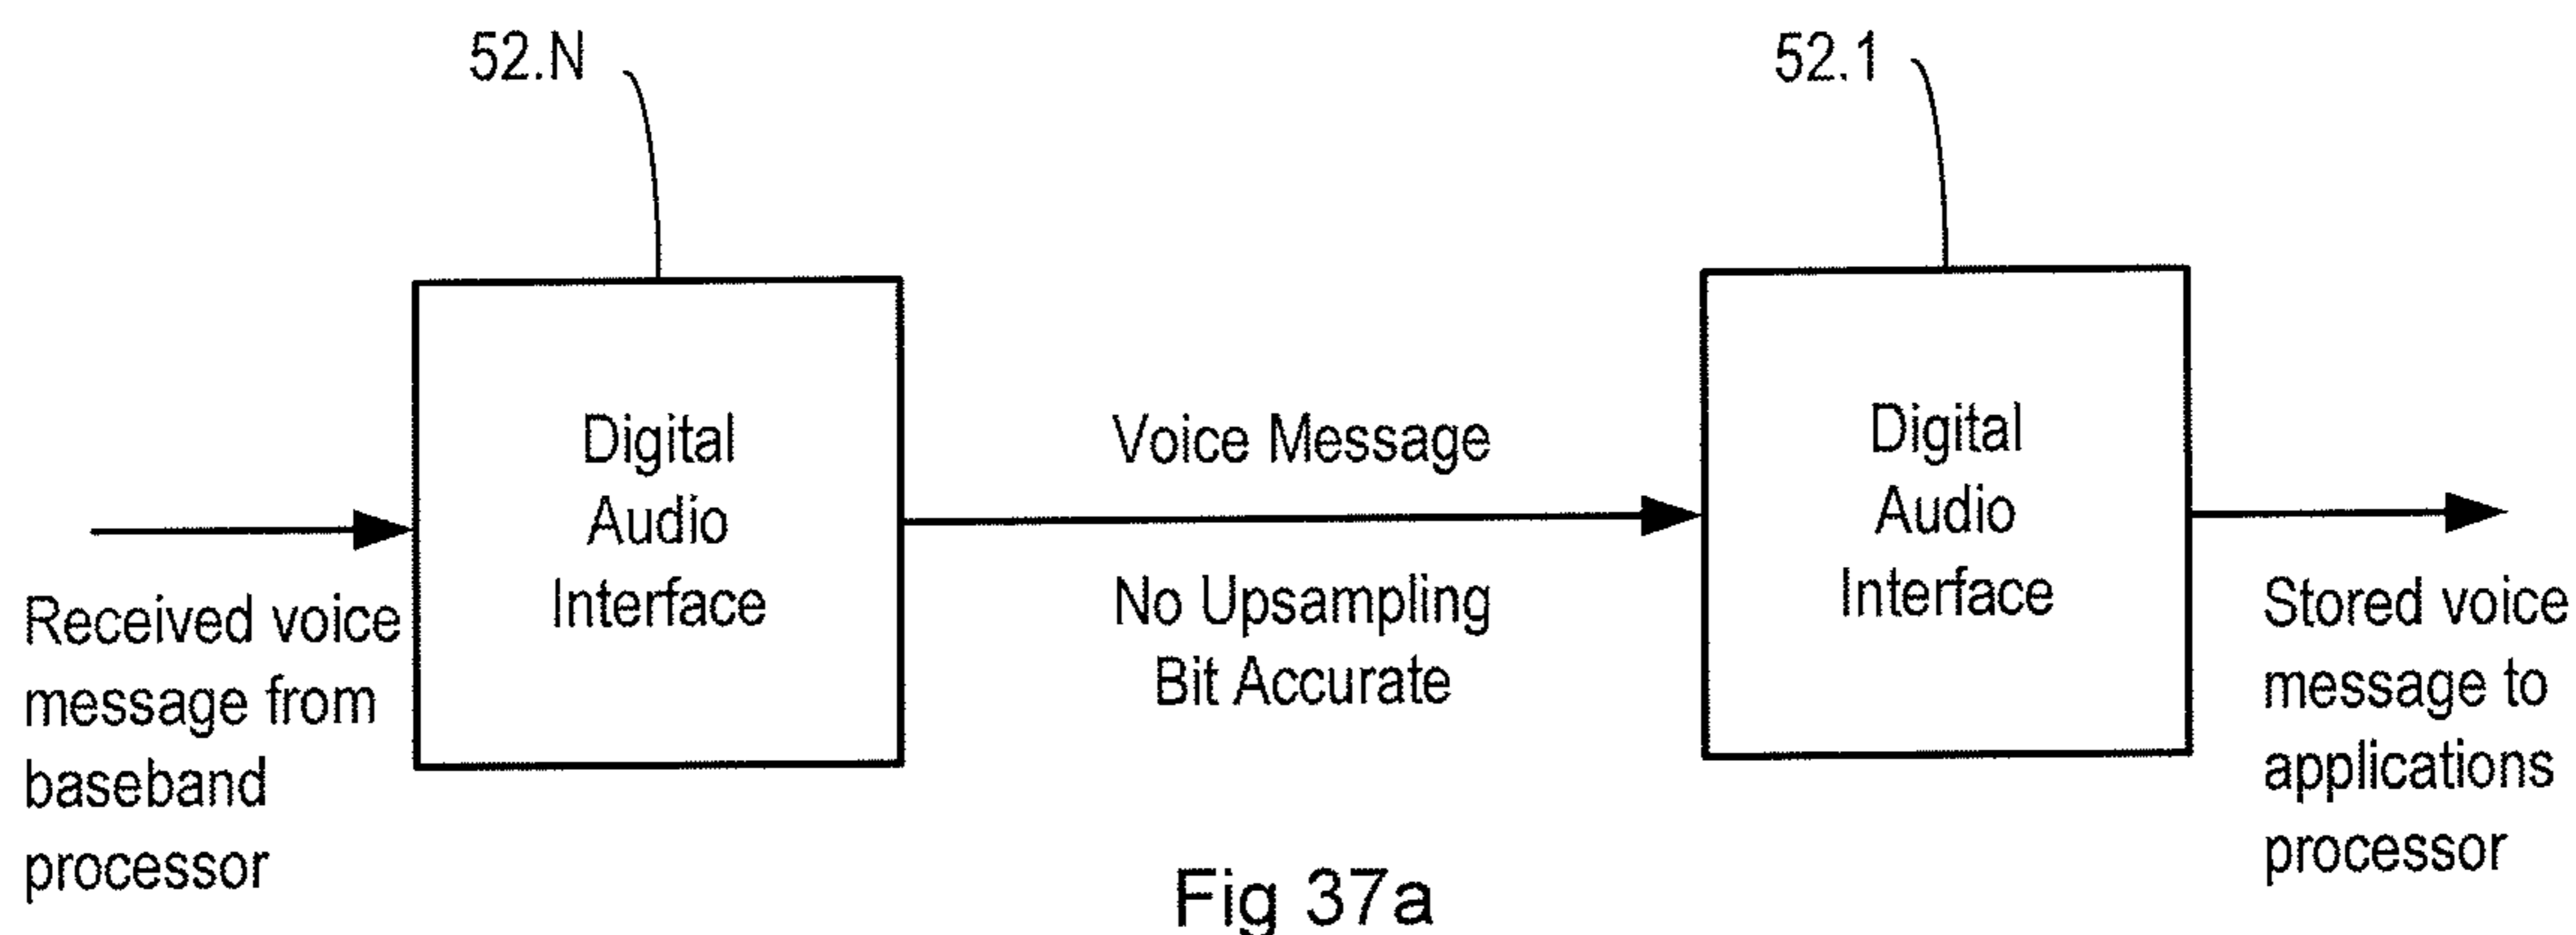 52.N
52.1
Digital
Audio
Interface
Voice Message
No Upsampling
Bit Accurate
Digital
Audio
Interface
Received voice
message from
baseband
processor
Stored voice
message to
applications
processor
Fig 37a